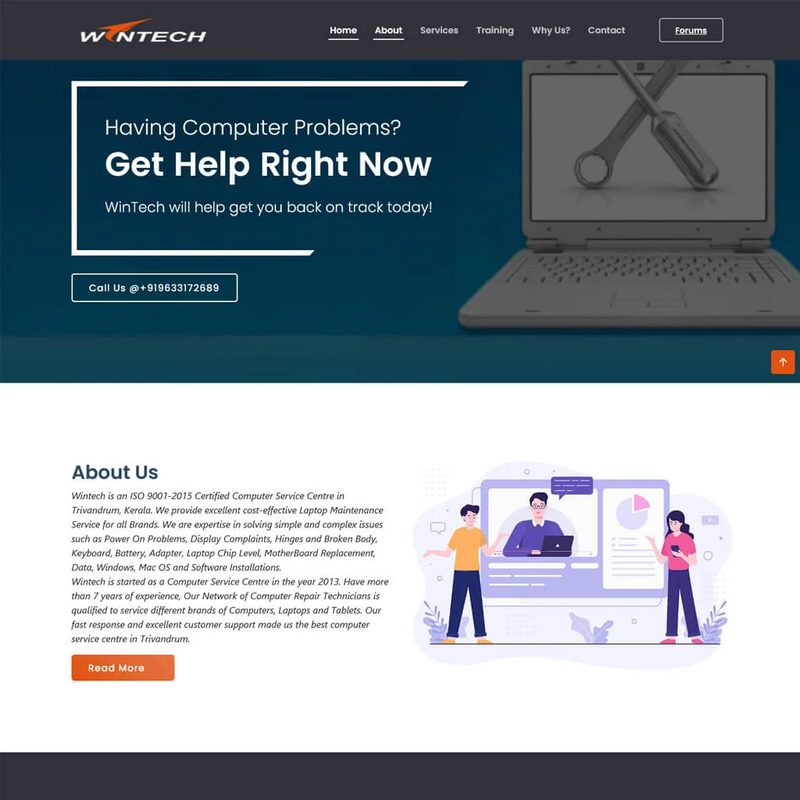 WINTECH
Home About Services Training Why Us? Contact Forums
Having Computer Problems?
Get Help Right Now
WinTech will help get you back on track today!
Call Us @+919633172689
About Us
Wintech is an ISO 9001-2015 Certified Computer Service Centre in
Trivandrum, Kerala. We provide excellent cost-effective Laptop Maintenance
Service for all Brands. We are expertise in solving simple and complex issues
such as Power On Problems, Display Complaints, Hinges and Broken Body,
Keyboard, Battery, Adapter, Laptop Chip Level, MotherBoard Replacement,
Data, Windows, Mac OS and Software Installations.
Wintech is started as a Computer Service Centre in the year 2013. Have more
than 7 years of experience, Our Network of Computer Repair Technicians is
qualified to service different brands of Computers, Laptops and Tablets. Our
fast response and excellent customer support made us the best computer
service centre in Trivandrum.
Read More